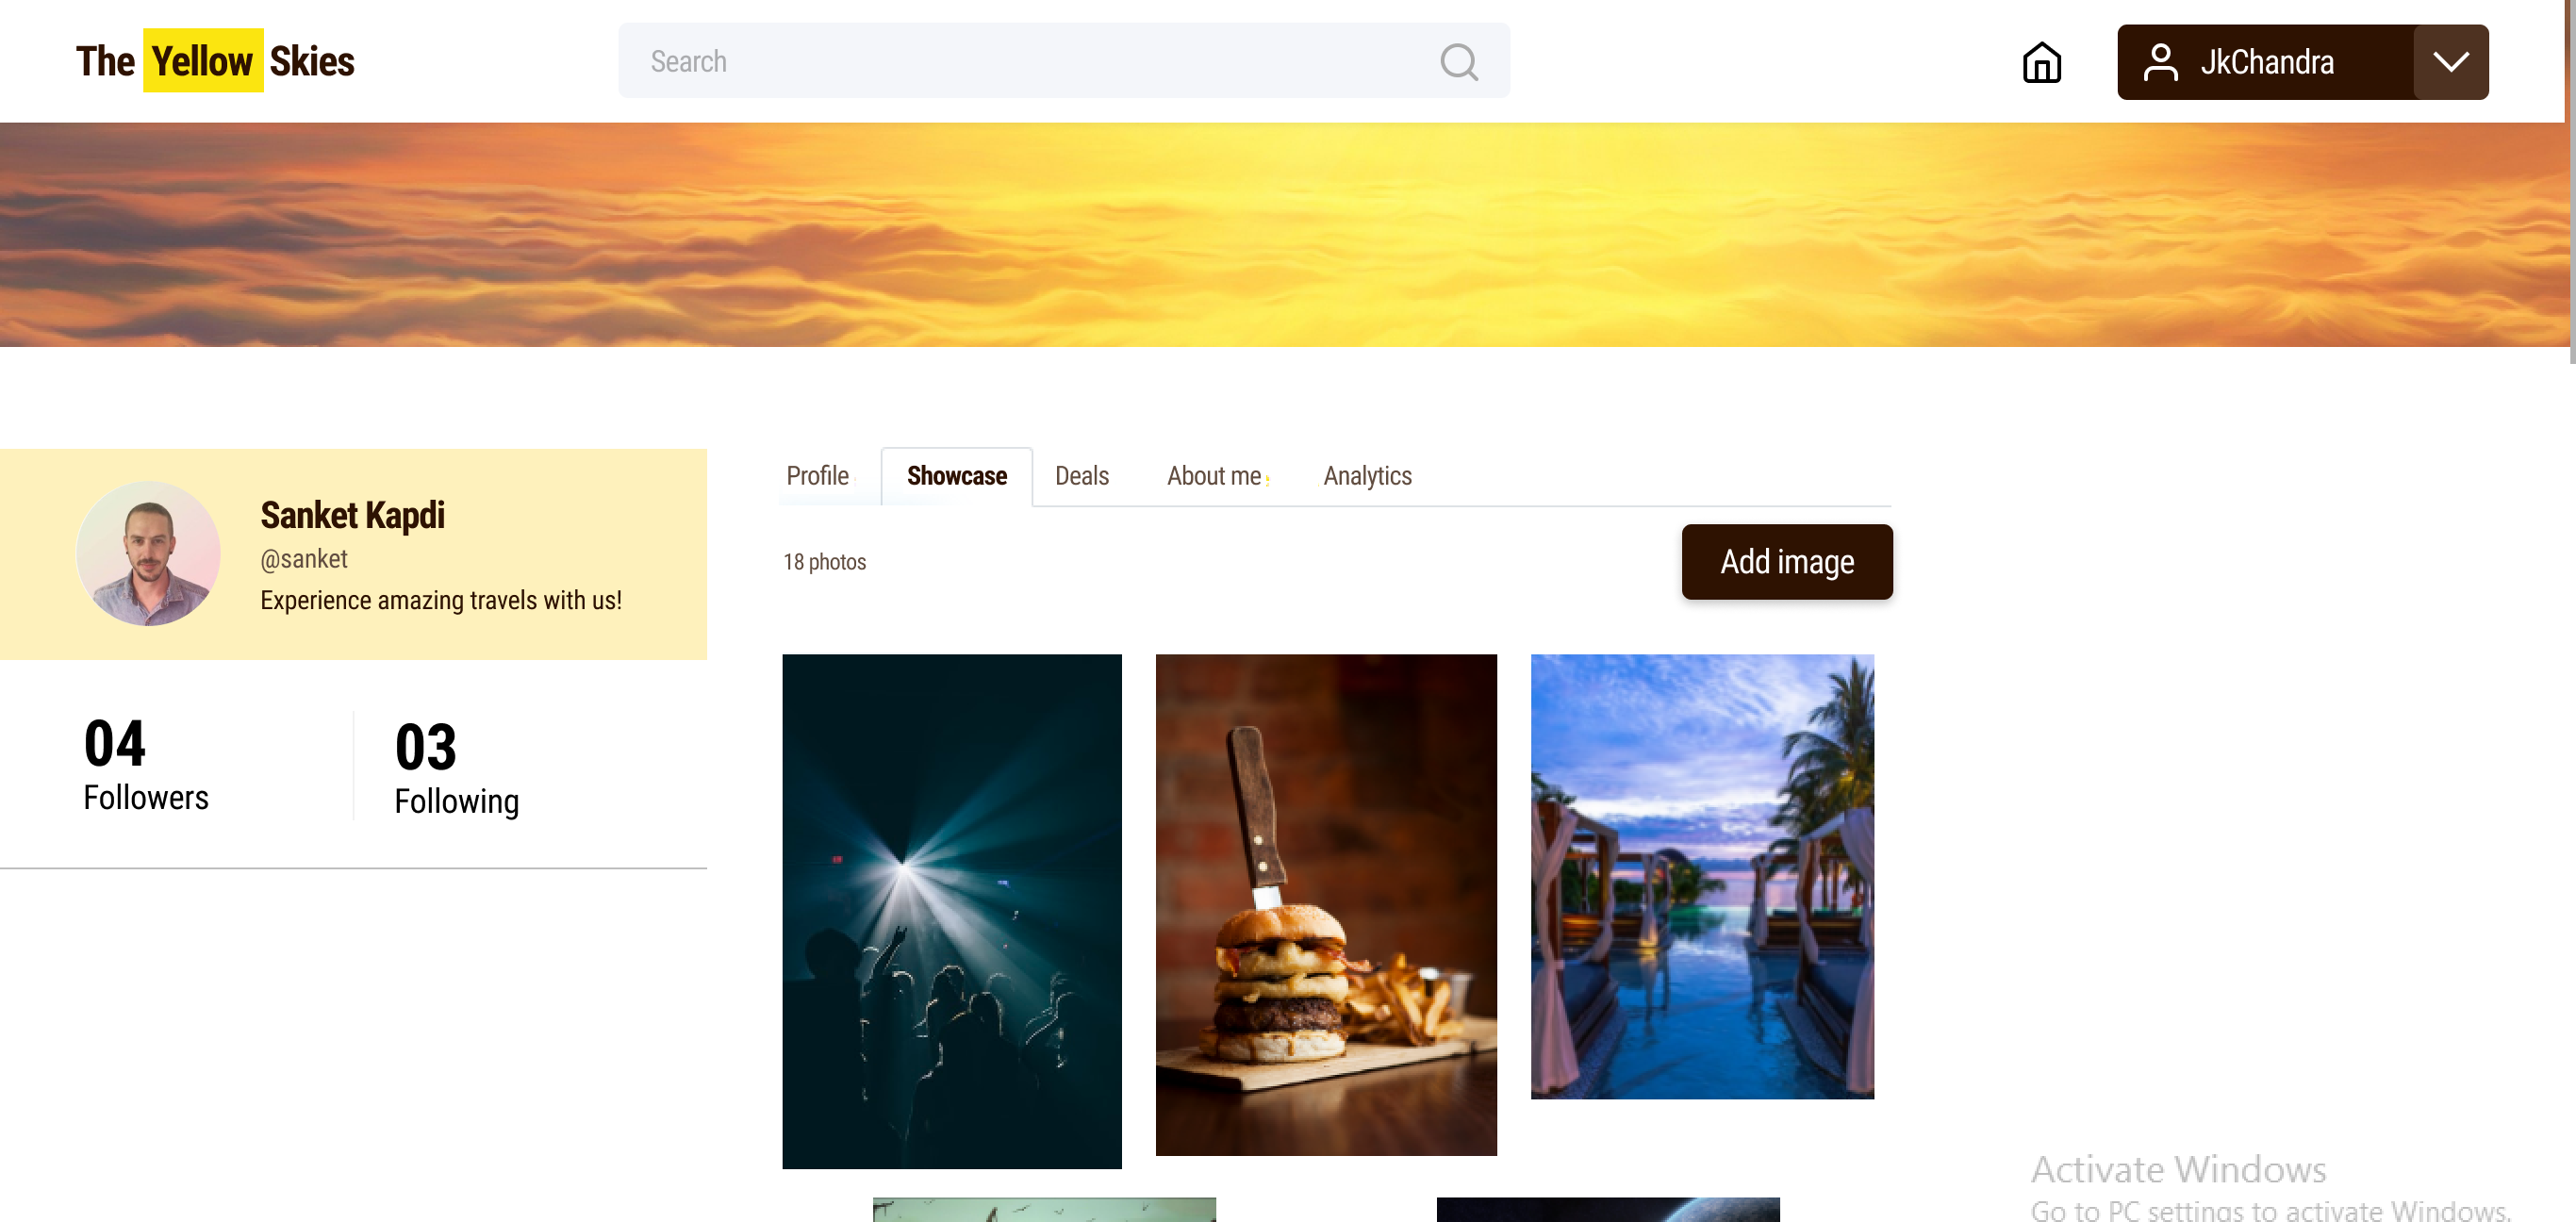 The Yellow Skies
Search
JkChandra
Profile
Showcase
Deals
About me
Analytics
Sanket Kapdi
@sanket
Experience amazing travels with us!
18 photos
Add image
04
Followers
03
Following
Activate Windows
Go to PC settings to activate Windows.